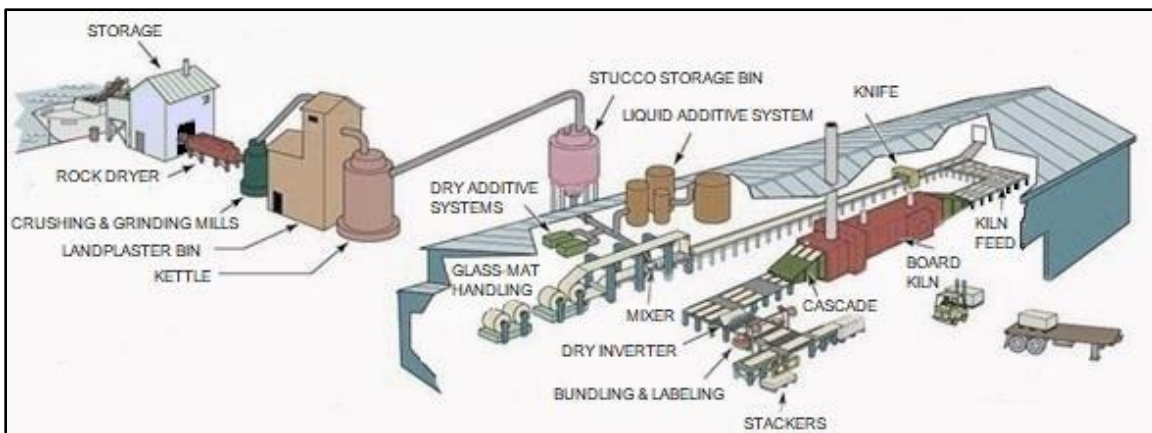 STORAGE
ROCK DRYER
CRUSHING & GRINDING MILLS
LANDPLASTER BIN
KETTLE
STUCCO STORAGE BIN
LIQUID ADDITIVE SYSTEM
KNIFE
DRY ADDITIVE
SYSTEMS
GLASS-MAT
HANDLING
MIXER
KILN
FEED
BOARD
KILN
CASCADE
DRY INVERTER
BUNDLING & LABELING
STACKERS